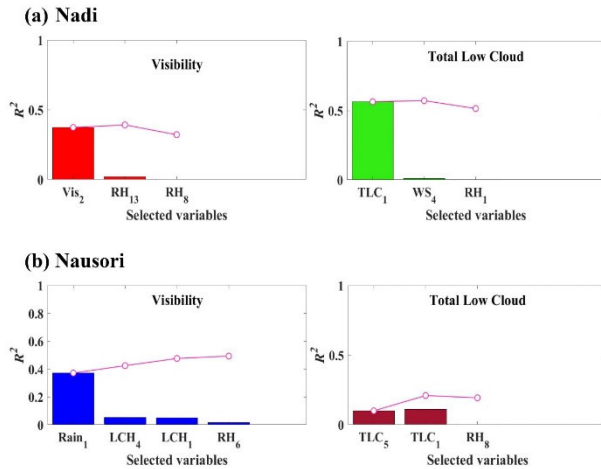 (a) Nadi
Visibility
1
0.5
0
R²
Vis₂ RH₁₃ RH₈
Selected variables
Total Low Cloud
1
0.5
0
R²
TLC₁ WS₄ RH₁
Selected variables
(b) Nausori
Visibility
1
0.8
0.6
0.4
0.2
0
R²
Rain₁ LCH₄ LCH₁ RH₆
Selected variables
Total Low Cloud
1
0.5
0
R²
TLC₅ TLC₁ RH₈
Selected variables